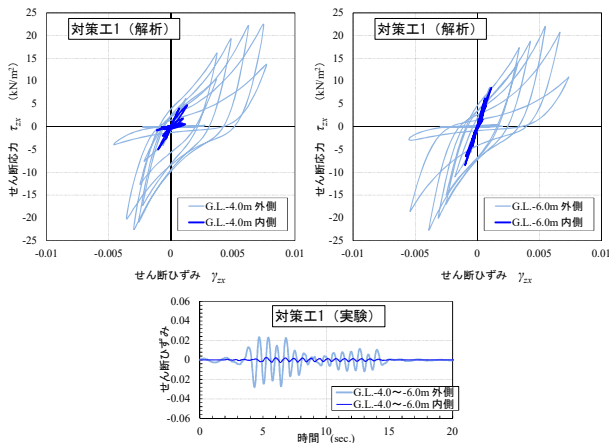 対策工1（解析）
25
20
15
10
5
0
-5
-10
-15
-20
-25
せん断応力 τzx （kN/m²）
G.L.-4.0m 外側
G.L.-4.0m 内側
-0.01
-0.005
0
0.005
0.01
せん断ひずみ γzx
対策工1（解析）
25
20
15
10
5
0
-5
-10
-15
-20
-25
せん断応力 τzx （kN/m²）
G.L.-6.0m 外側
G.L.-6.0m 内側
-0.01
-0.005
0
0.005
0.01
せん断ひずみ γzx
対策工1（実験）
0.06
0.04
0.02
0
-0.02
-0.04
-0.06
せん断ひずみ
G.L.-4.0～-6.0m 外側
G.L.-4.0～-6.0m 内側
0
5
10
15
20
時間 (sec.)